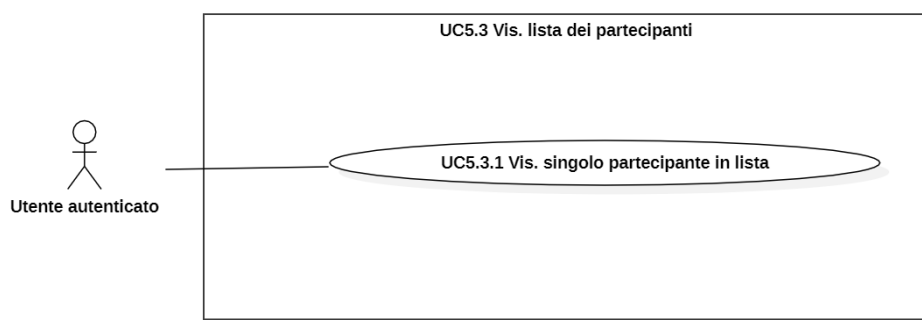 UC5.3 Vis. lista dei partecipanti
UC5.3.1 Vis. singolo partecipante in lista
Utente autenticato